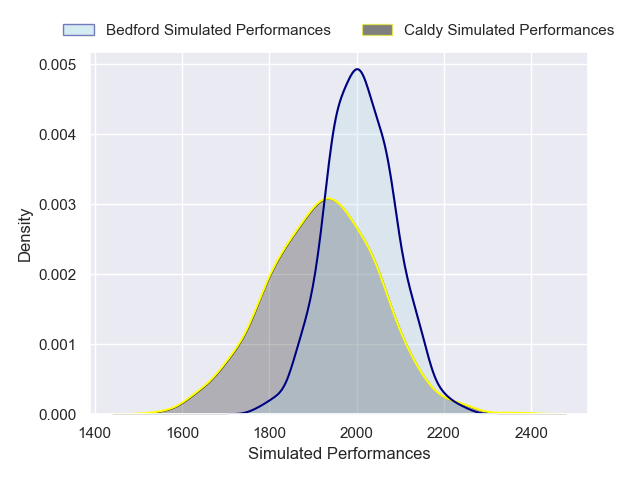 Bedford Simulated Performances
Caldy Simulated Performances
0.005
0.004
0.003
0.002
0.001
0.000
Density
1400 1600 1800 2000 2200 2400
Simulated Performances